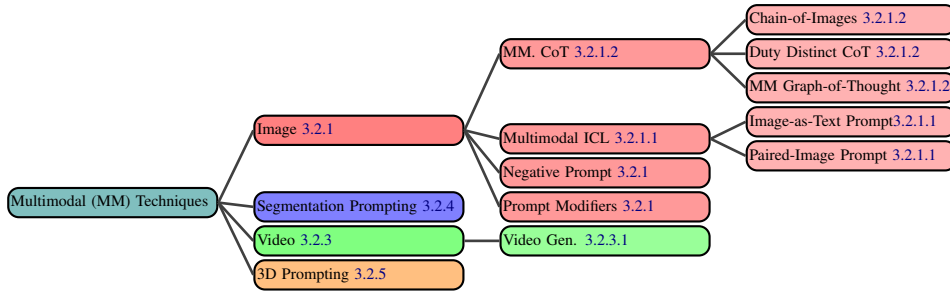 Chain-of-Images 3.2.1.2
MM. CoT 3.2.1.2
Duty Distinct CoT 3.2.1.2
MM Graph-of-Thought 3.2.1.2
Image 3.2.1
Image-as-Text Prompt3.2.1.1
Multimodal ICL 3.2.1.1
Paired-Image Prompt 3.2.1.1
Negative Prompt 3.2.1
Multimodal (MM) Techniques
Segmentation Prompting 3.2.4
Prompt Modifiers 3.2.1
Video 3.2.3
Video Gen. 3.2.3.1
3D Prompting 3.2.5